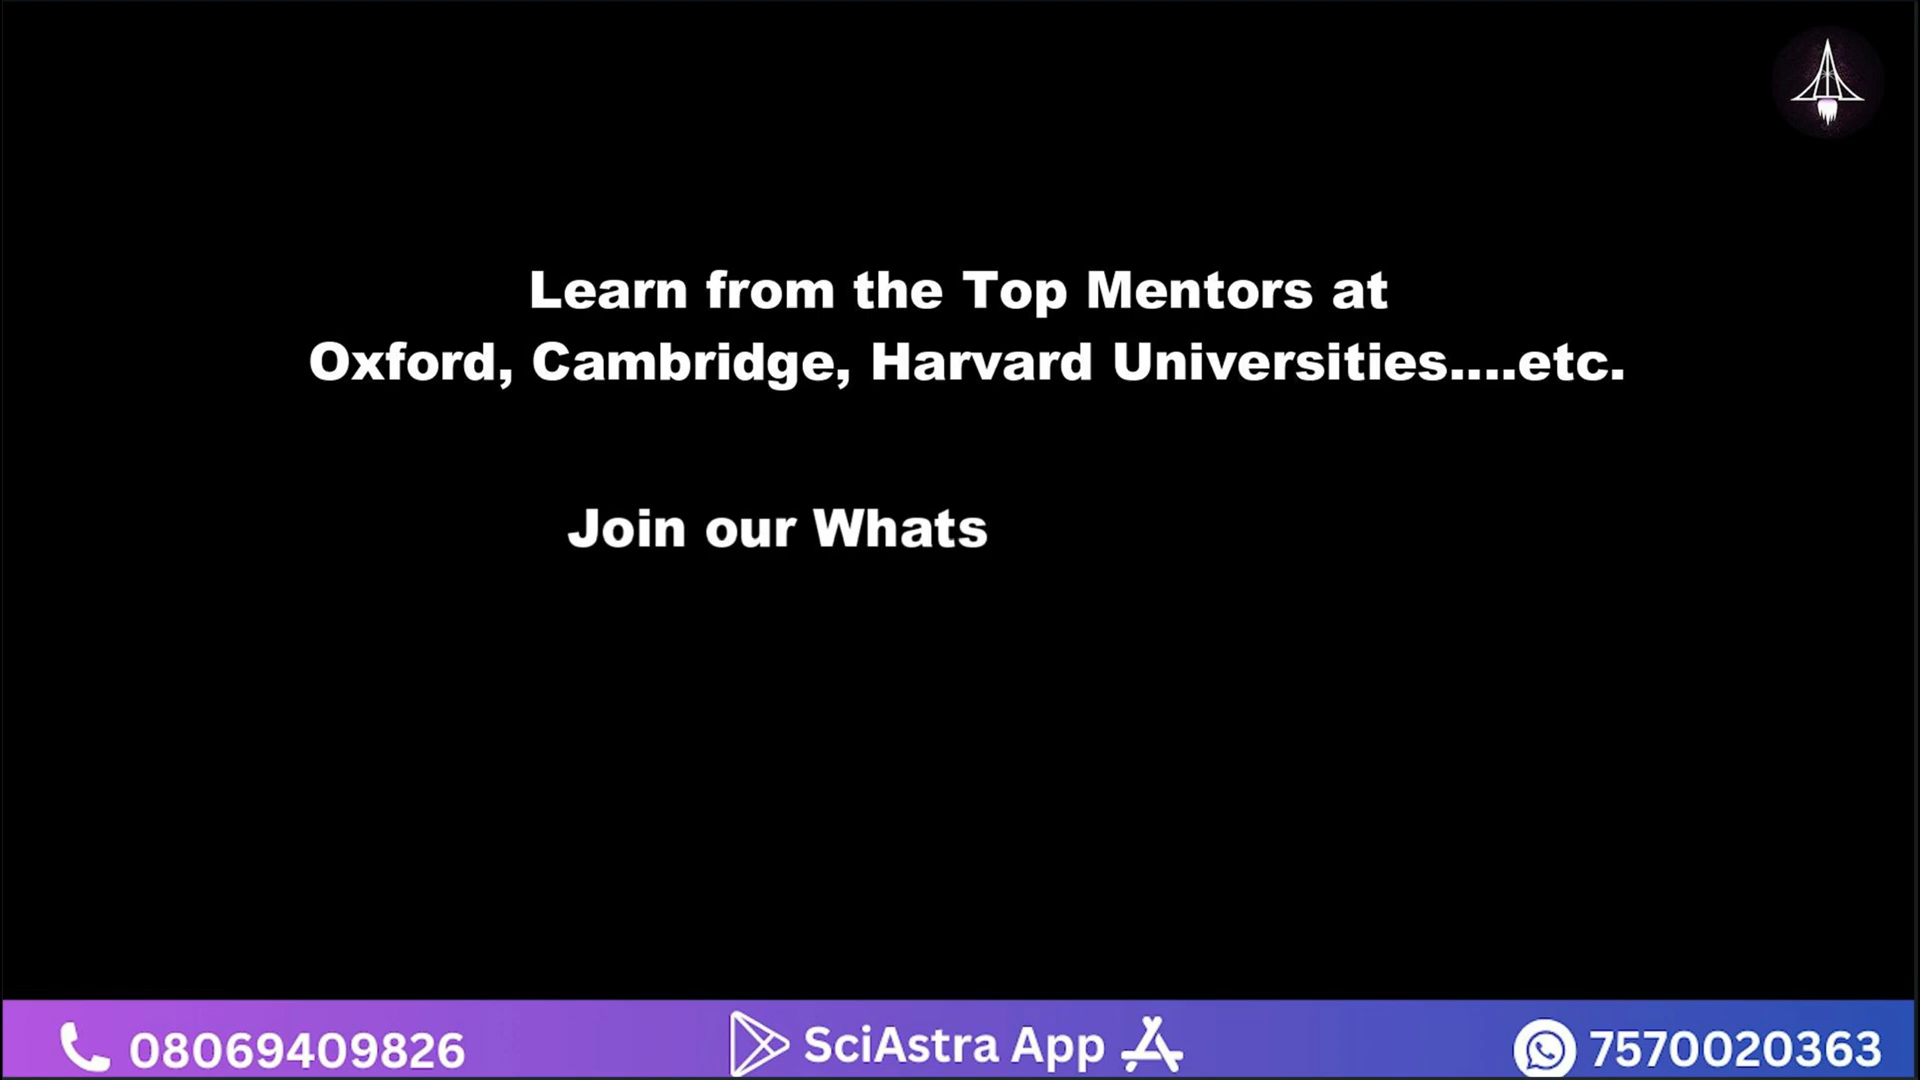 Learn from the Top Mentors at
Oxford, Cambridge, Harvard Universities....etc.
Join our Whats
08069409826
SciAstra App
7570020363